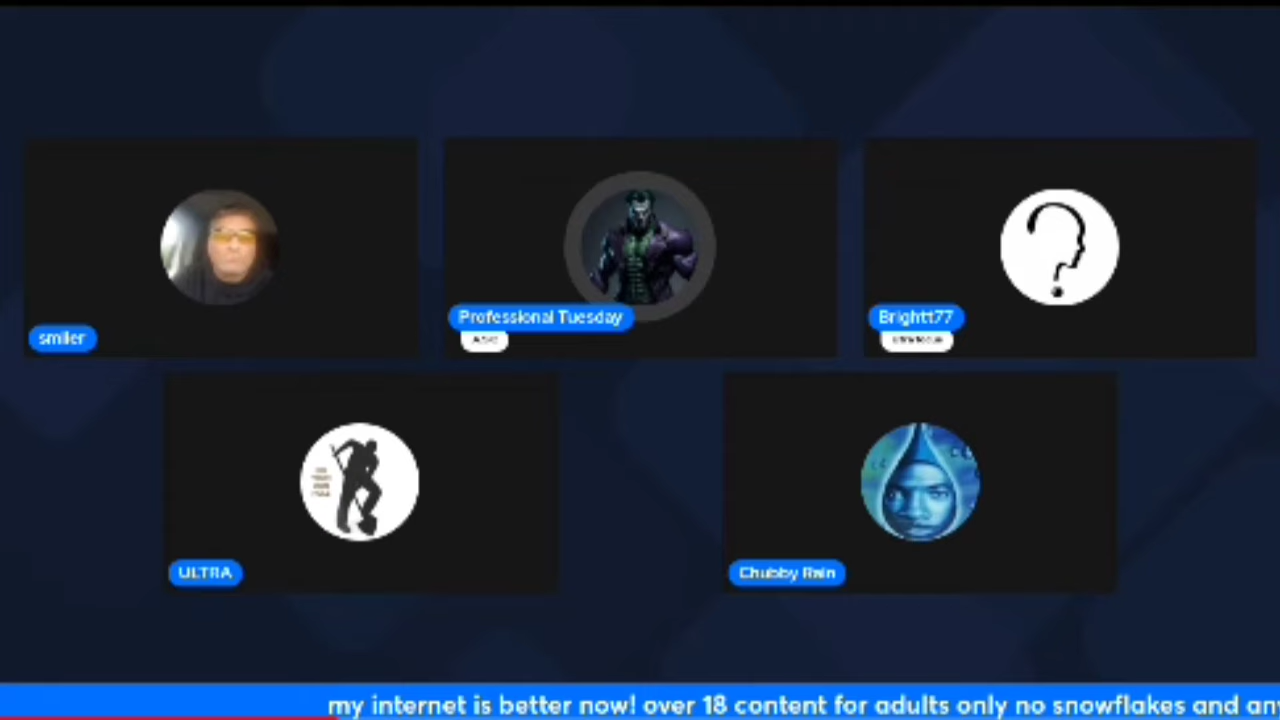 smiler
Professional Tuesday
Brightt77
ULTRA
Chubby Rain
my internet is better now! over 18 content for adults only no snowflakes and